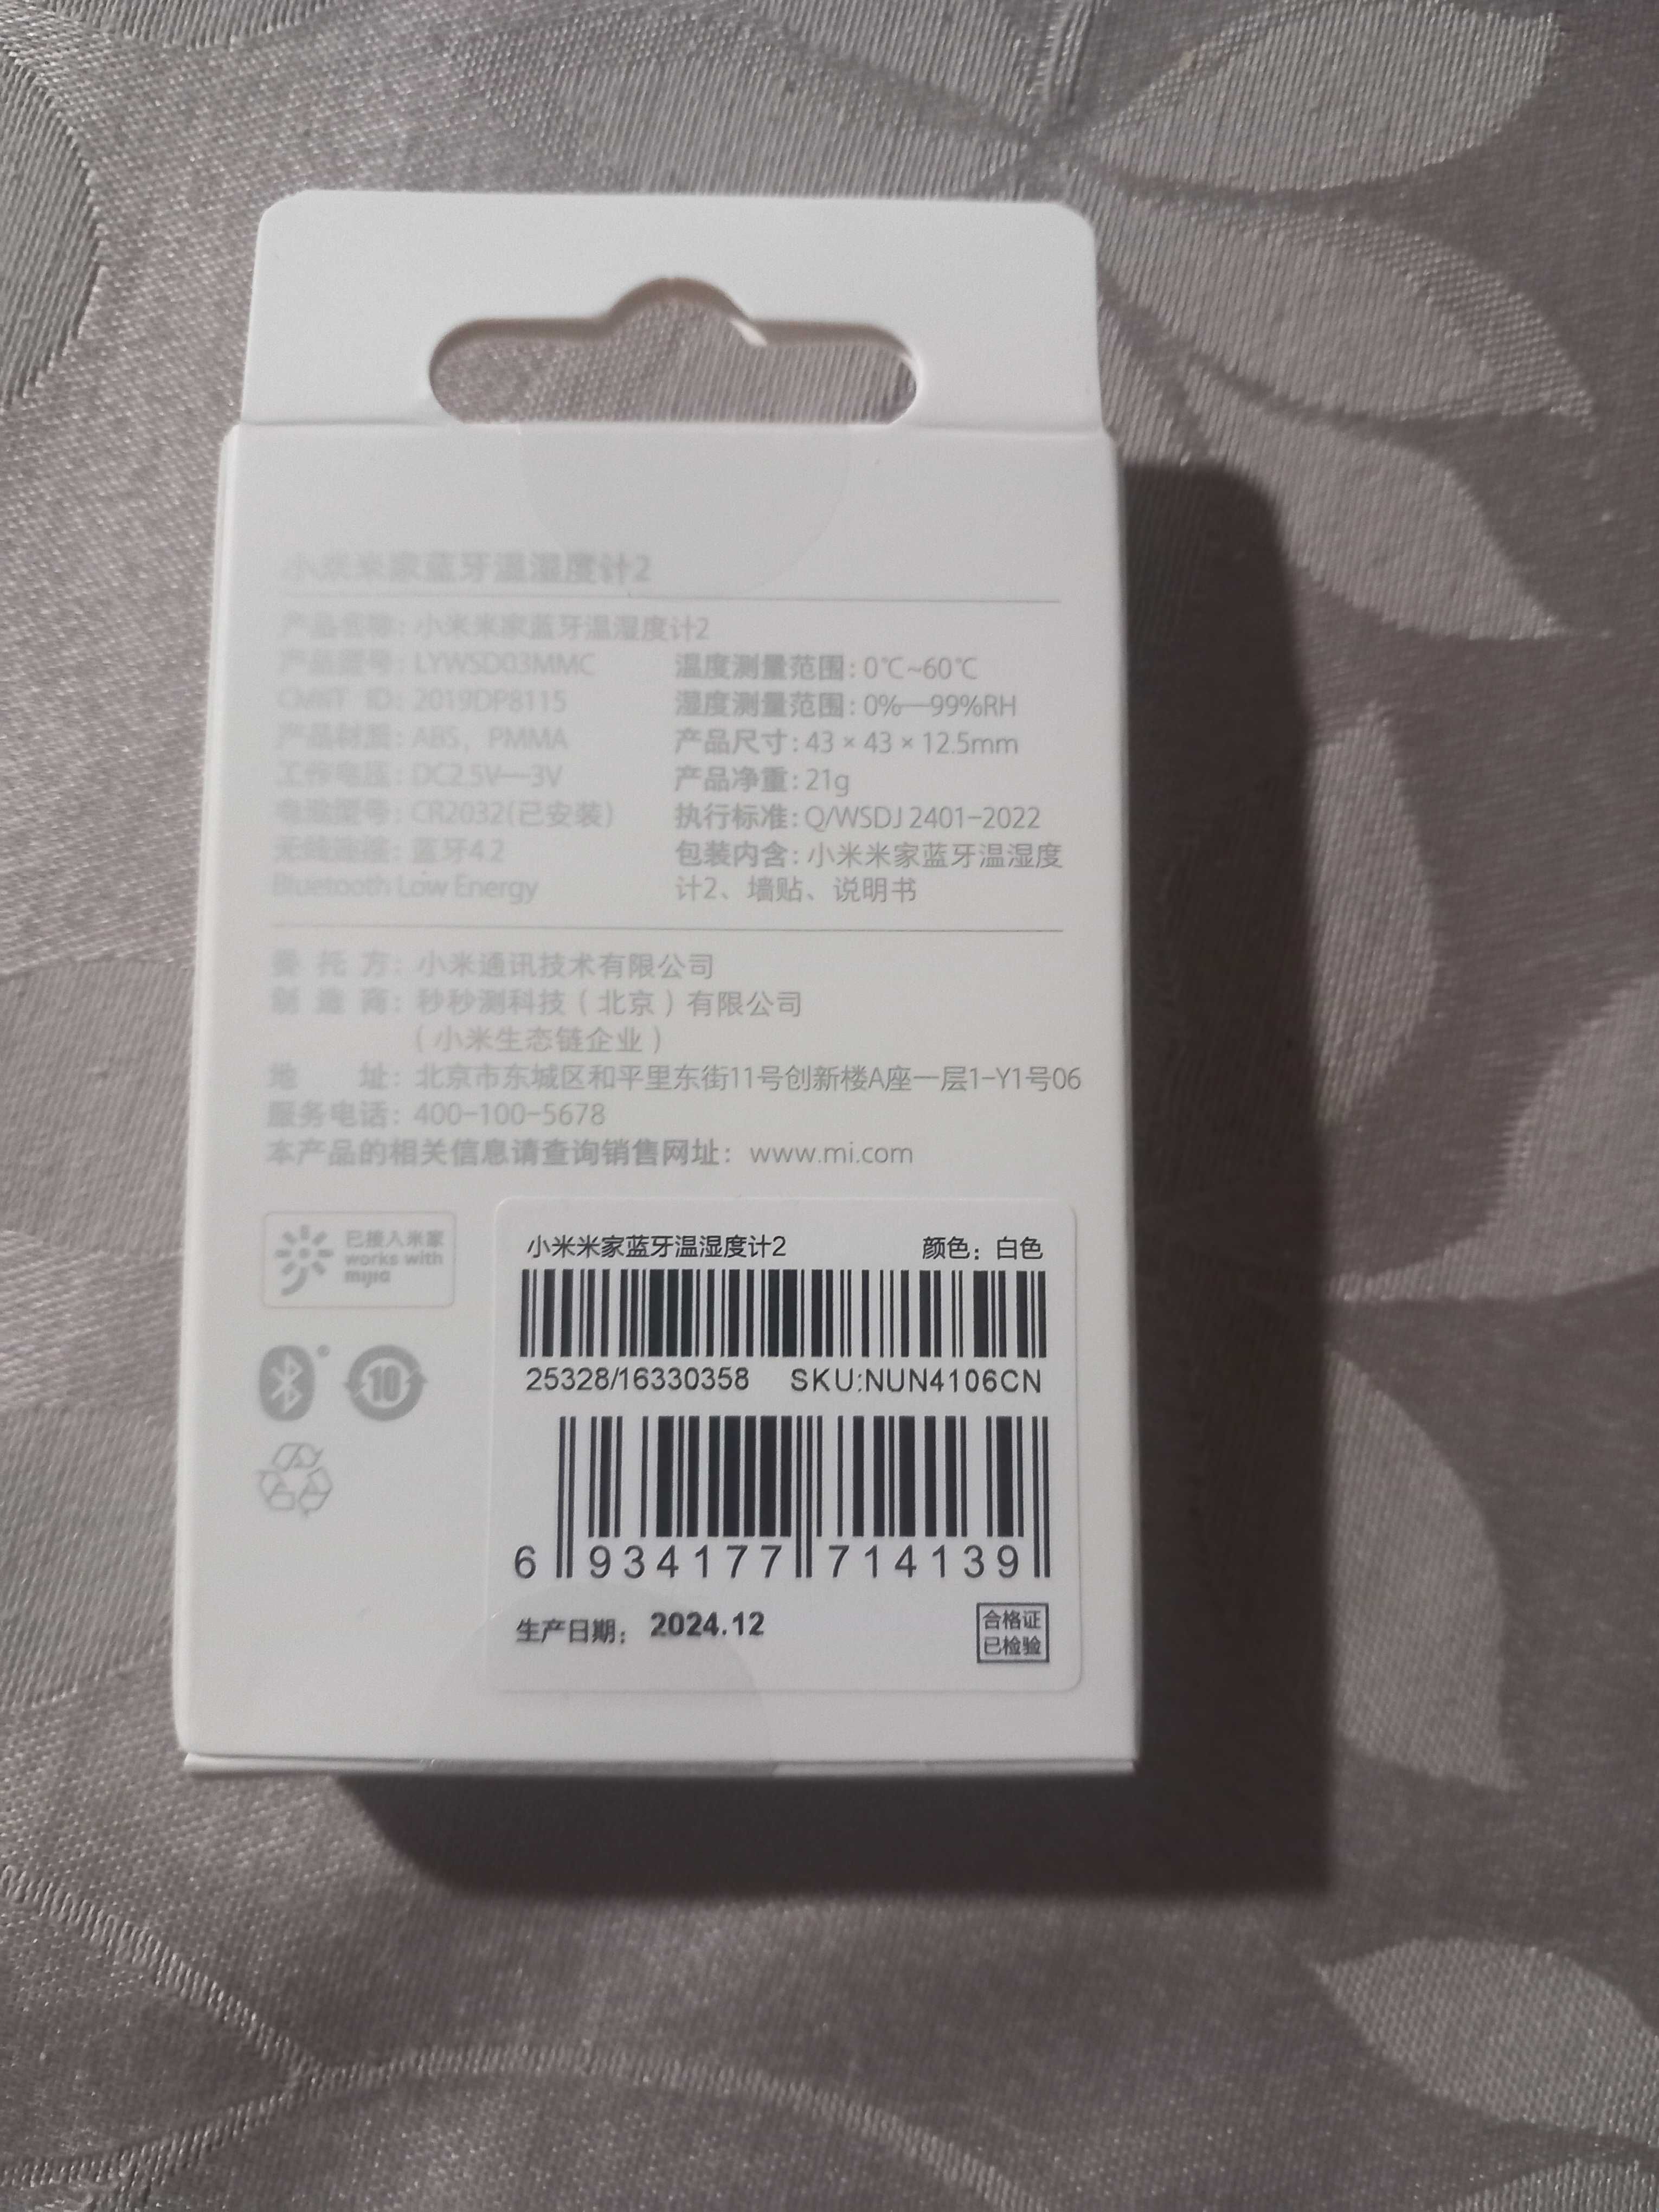 小米米家蓝牙温湿度计2
产品名称: 小米米家蓝牙温湿度计2
产品型号: LYWSD03MMC
CMIIT ID: 2019DP8115
产品材质: ABS，PMMA
工作电压: DC2.5V—3V
电池型号: CR2032(已安装)
无线连接: 蓝牙4.2
Bluetooth Low Energy
温度测量范围: 0℃~60℃
湿度测量范围: 0%—99%RH
产品尺寸: 43 × 43 × 12.5mm
产品净重: 21g
执行标准: Q/WSDJ 2401-2022
包装内含: 小米米家蓝牙温湿度
计2、墙贴、说明书
委托方: 小米通讯技术有限公司
制造商: 秒秒测科技（北京）有限公司
（小米生态链企业）
地址: 北京市东城区和平里东街11号创新楼A座一层1-Y1号06
服务电话: 400-100-5678
本产品的相关信息请查询销售网址: www.mi.com
已接入米家
works with
mijia
10
小米米家蓝牙温湿度计2 颜色: 白色
25328/16330358 SKU:NUN4106CN
6 934177 714139
生产日期: 2024.12
合格证
已检验